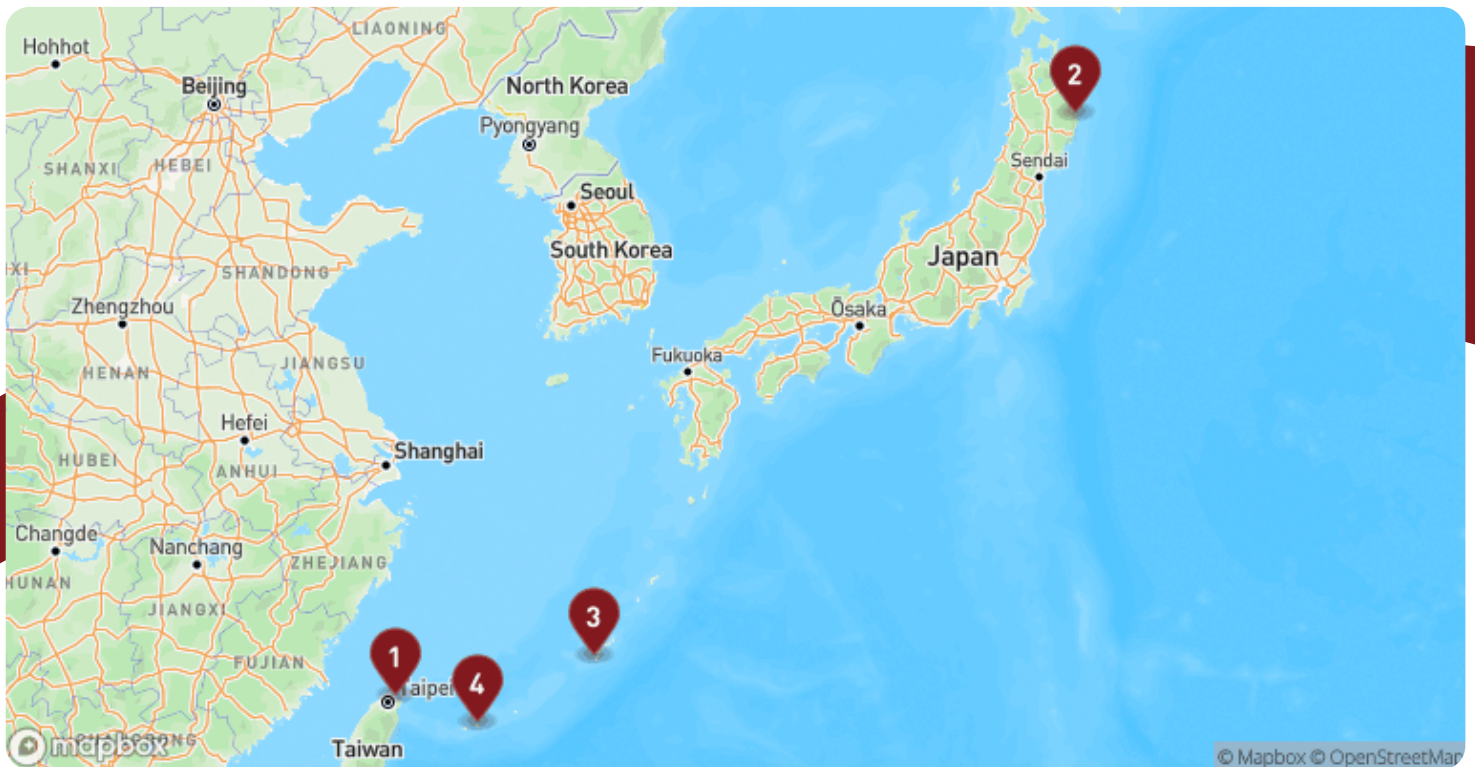 LIAONING
Hohhot
2
Beijing
North Korea
Pyongyang
Sendai
SHANXI
HEBEI
Seoul
South Korea
Japan
XI
SHANDONG
Zhengzhou
Ōsaka
Fukuoka
JIANGSU
HENAN
Hefei
Shanghai
HUBEI
ANHUI
Changde
Nanchang
ZHEJIANG
HUNAN
JIANGXI
3
1
FUJIAN
4
Taipei
Taiwan
mapbox
© Mapbox © OpenStreetMap